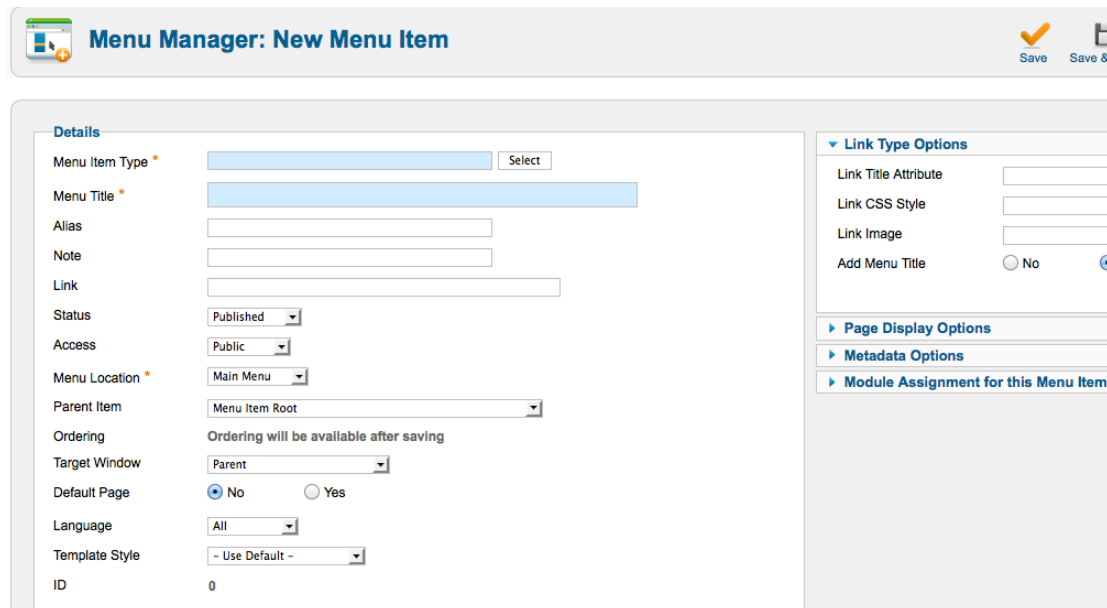 Menu Manager: New Menu Item
Save
Save &
Details
Menu Item Type *
Select
Menu Title *
Alias
Note
Link
Status
Published
Access
Public
Menu Location *
Main Menu
Parent Item
Menu Item Root
Ordering
Ordering will be available after saving
Target Window
Parent
Default Page
No
Yes
Language
All
Template Style
- Use Default -
ID
0
Link Type Options
Link Title Attribute
Link CSS Style
Link Image
Add Menu Title
No
Page Display Options
Metadata Options
Module Assignment for this Menu Item